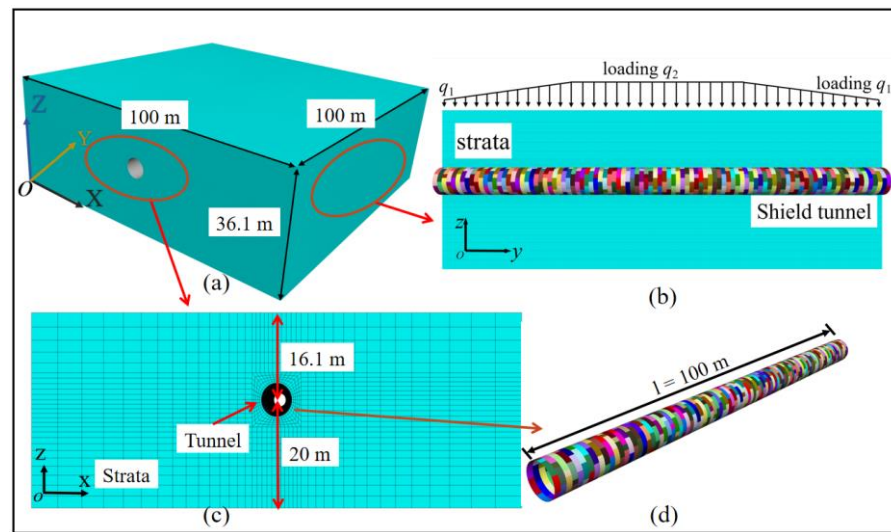 Z
Y
O
X
100 m
100 m
36.1 m
(a)
loading q2
q1
loading q1
strata
Shield tunnel
z
o
y
(b)
16.1 m
Tunnel
20 m
Z
o
x
Strata
(c)
l = 100 m
(d)